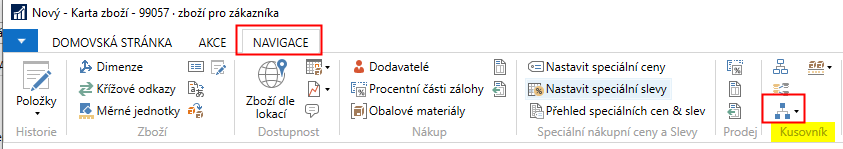 Nový - Karta zboží - 99057 · zboží pro zákazníka
DOMOVSKÁ STRÁNKA AKCE NAVIGACE
Položky
Historie
Dimenze
Křížové odkazy
Měrné jednotky
Zboží
Zboží dle
lokací
Dostupnost
Dodavatelé
Procentní části zálohy
Obalové materiály
Nákup
Nastavit speciální ceny
Nastavit speciální slevy
Přehled speciálních cen & slev
Speciální nákupní ceny a Slevy
Prodej
Kusovník